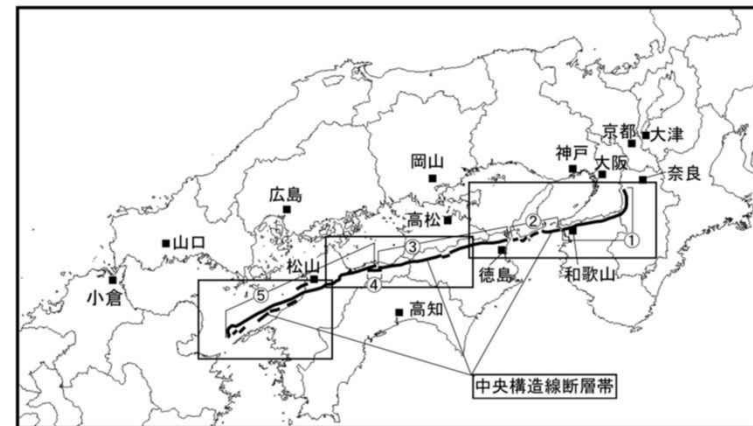 京都
大津
神戸
大阪
奈良
岡山
広島
高松
②
①
③
山口
松山
徳島
和歌山
④
小倉
⑤
高知
中央構造線断層帯